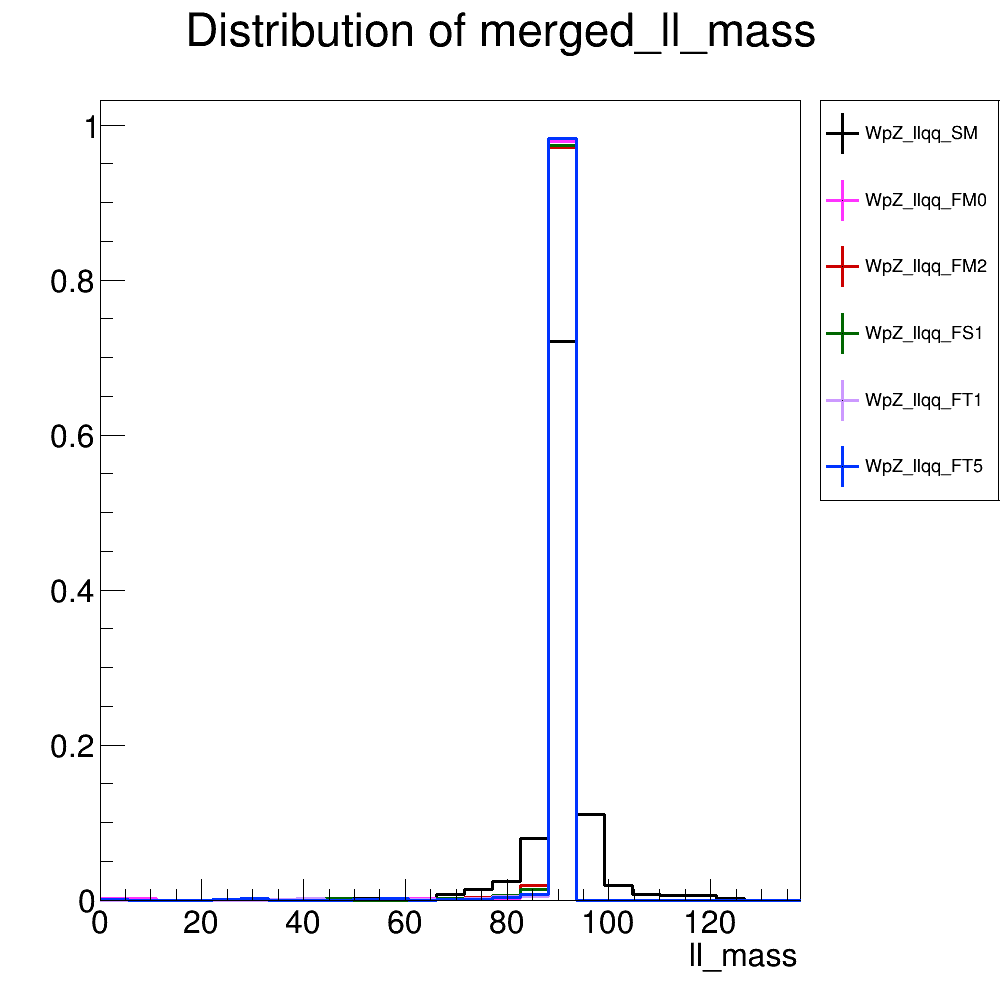 Distribution of merged_ll_mass
1
0.8
0.6
0.4
0.2
0
0 20 40 60 80 100 120
ll_mass
WpZ_llqq_SM
WpZ_llqq_FM0
WpZ_llqq_FM2
WpZ_llqq_FS1
WpZ_llqq_FT1
WpZ_llqq_FT5